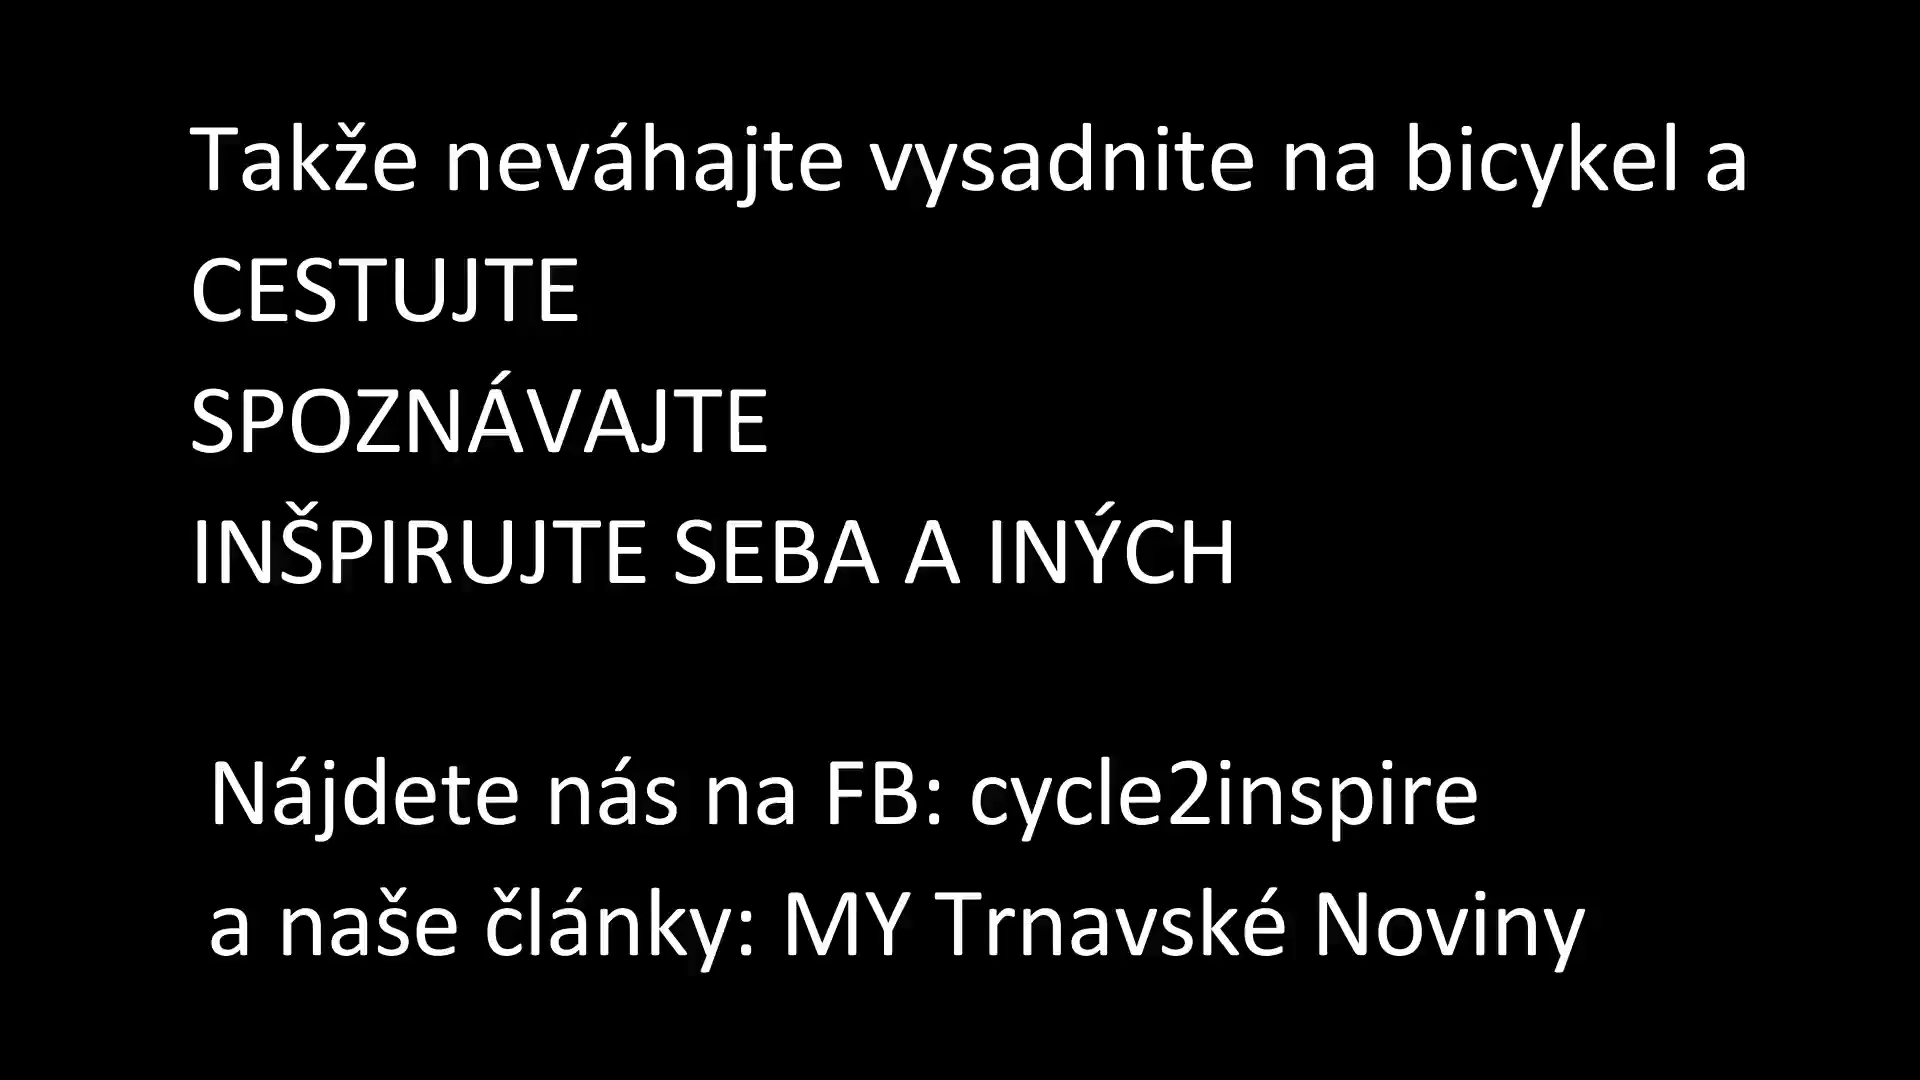 Takže neváhajte vysadnite na bicykel a
CESTUJTE
SPOZNÁVAJTE
INŠPIRUJTE SEBA A INÝCH
Nájdete nás na FB: cycle2inspire
a naše články: MY Trnavské Noviny